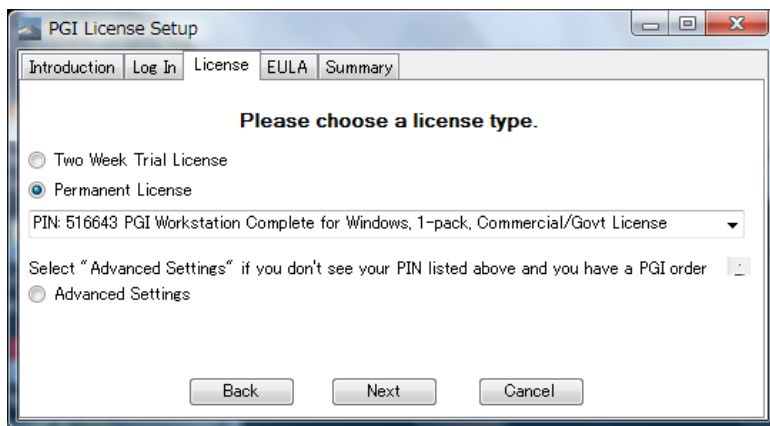 PGI License Setup
Introduction Log In License EULA Summary
Please choose a license type.
Two Week Trial License
Permanent License
PIN: 516643 PGI Workstation Complete for Windows, 1-pack, Commercial/Govt License
Select "Advanced Settings" if you don't see your PIN listed above and you have a PGI order
Advanced Settings
Back Next Cancel